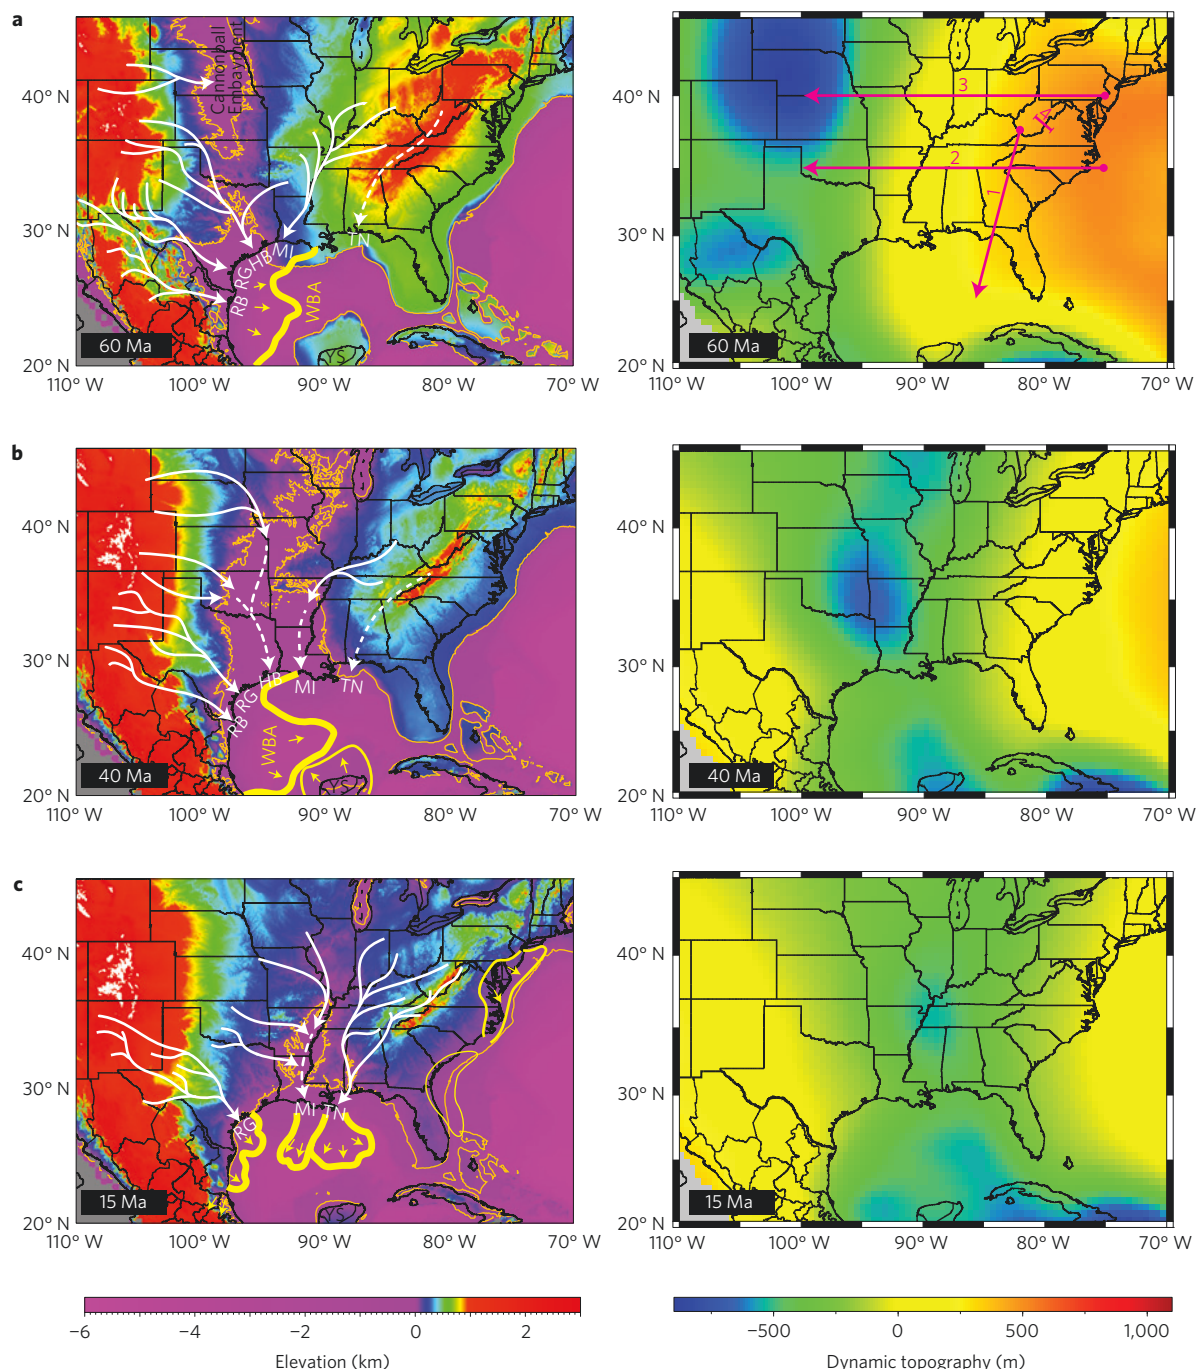 a
Cannonball
Embayment
40° N
30° N
20° N
TN
MI
HB
RG
RB
WBA
YS
60 Ma
110° W
100° W
90° W
80° W
70° W
3
14
2
1
40° N
30° N
20° N
60 Ma
110° W
100° W
90° W
80° W
70° W
b
40° N
30° N
20° N
HB
MI
TN
RG
RB
WBA
YS
40 Ma
110° W
100° W
90° W
80° W
70° W
40° N
30° N
20° N
40 Ma
110° W
100° W
90° W
80° W
70° W
c
40° N
30° N
20° N
MI
TN
RG
YS
15 Ma
110° W
100° W
90° W
80° W
70° W
40° N
30° N
20° N
15 Ma
110° W
100° W
90° W
80° W
70° W
−6 −4 −2 0 2
Elevation (km)
−500 0 500 1,000
Dynamic topography (m)